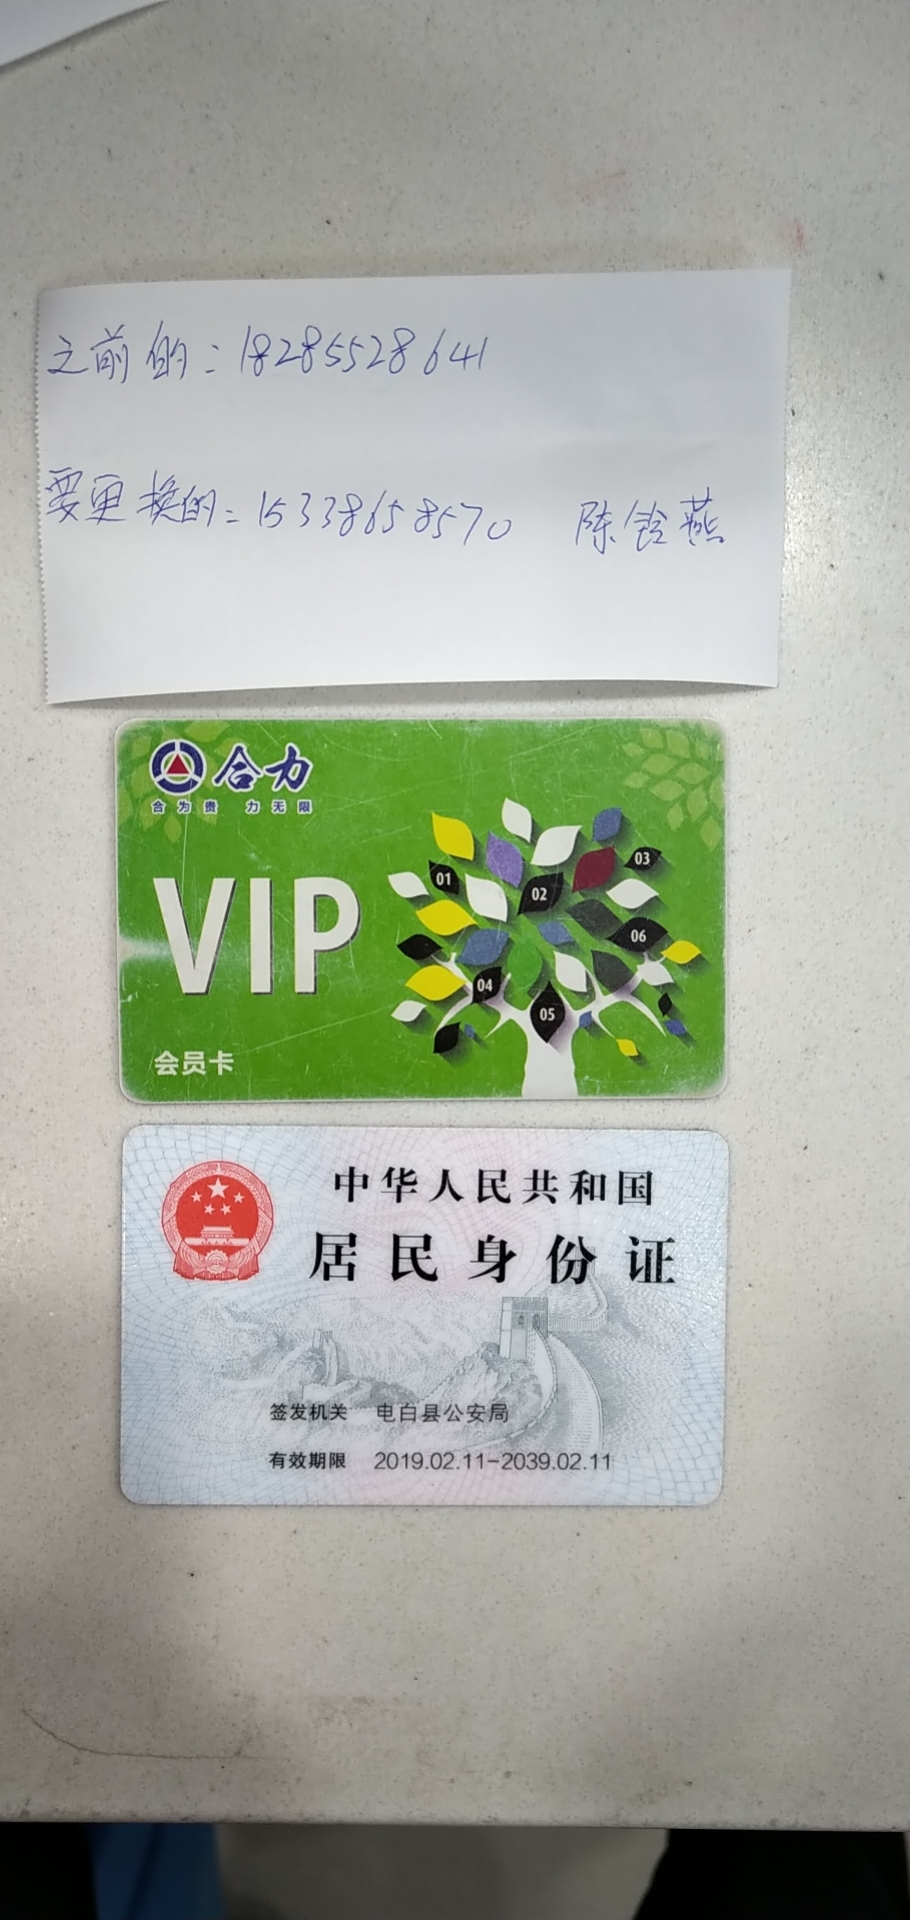 之前的：18285528641
要更换的：15338658570 陈铃燕
合力
合为贵 力无限
VIP
01
02
03
04
05
06
会员卡
中华人民共和国
居民身份证
签发机关 电白县公安局
有效期限 2019.02.11-2039.02.11